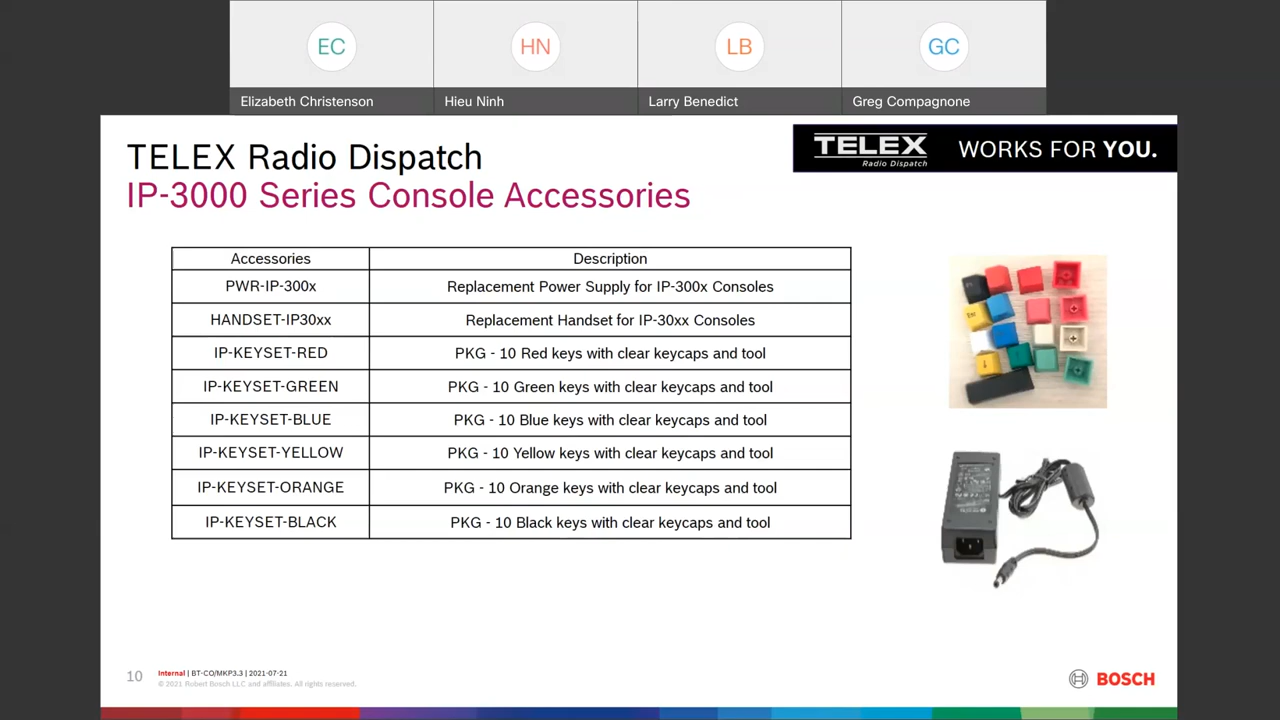 EC
HN
LB
GC
Elizabeth Christenson
Hieu Ninh
Larry Benedict
Greg Compagnone
TELEX Radio Dispatch
IP-3000 Series Console Accessories
TELEX
Radio Dispatch
WORKS FOR YOU.
Accessories Description
PWR-IP-300x Replacement Power Supply for IP-300x Consoles
HANDSET-IP30xx Replacement Handset for IP-30xx Consoles
IP-KEYSET-RED PKG - 10 Red keys with clear keycaps and tool
IP-KEYSET-GREEN PKG - 10 Green keys with clear keycaps and tool
IP-KEYSET-BLUE PKG - 10 Blue keys with clear keycaps and tool
IP-KEYSET-YELLOW PKG - 10 Yellow keys with clear keycaps and tool
IP-KEYSET-ORANGE PKG - 10 Orange keys with clear keycaps and tool
IP-KEYSET-BLACK PKG - 10 Black keys with clear keycaps and tool
10
Internal | BT-CO/MKP3.3 | 2021-07-21
© 2021 Robert Bosch LLC and affiliates. All rights reserved.
BOSCH